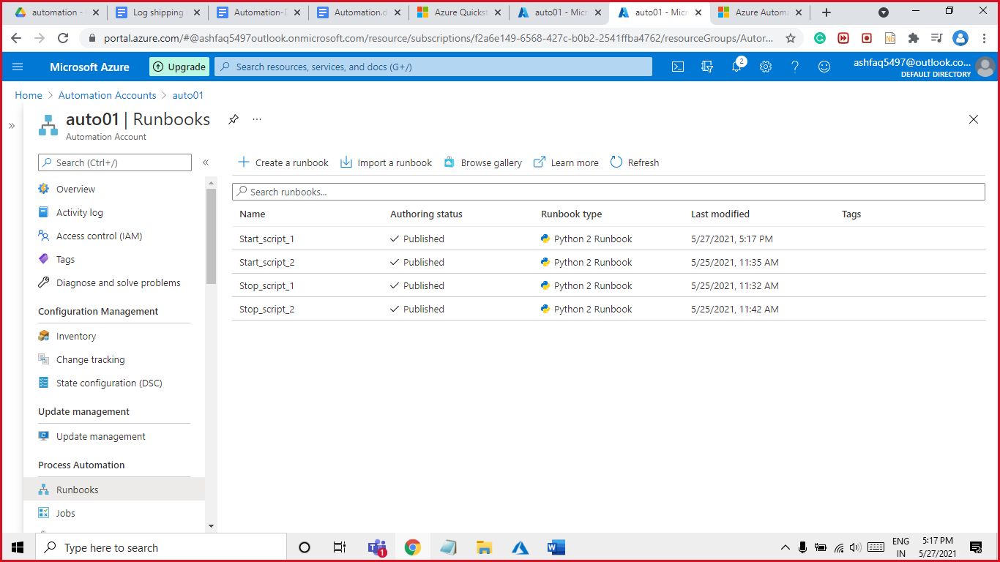 automation -
Log shipping
Automation-D
Automation.d
Azure Quickst
auto01 - Micr
auto01 - Micr
Azure Autom
portal.azure.com/#@ashfaq5497outlook.onmicrosoft.com/resource/subscriptions/f2a6e149-6568-427c-b0b2-2541ffba4762/resourceGroups/Autor...
Microsoft Azure
Upgrade
Search resources, services, and docs (G+/)
2
ashfaq5497@outlook.co...
DEFAULT DIRECTORY
Home > Automation Accounts > auto01
auto01 | Runbooks
Automation Account
Search (Ctrl+/)
Overview
Activity log
Access control (IAM)
Tags
Diagnose and solve problems
Configuration Management
Inventory
Change tracking
State configuration (DSC)
Update management
Update management
Process Automation
Runbooks
Jobs
Create a runbook Import a runbook Browse gallery Learn more Refresh
Search runbooks...
Name Authoring status Runbook type Last modified Tags
Start_script_1 Published Python 2 Runbook 5/27/2021, 5:17 PM
Start_script_2 Published Python 2 Runbook 5/25/2021, 11:35 AM
Stop_script_1 Published Python 2 Runbook 5/25/2021, 11:32 AM
Stop_script_2 Published Python 2 Runbook 5/25/2021, 11:42 AM
Type here to search
1
ENG
IN
5:17 PM
5/27/2021